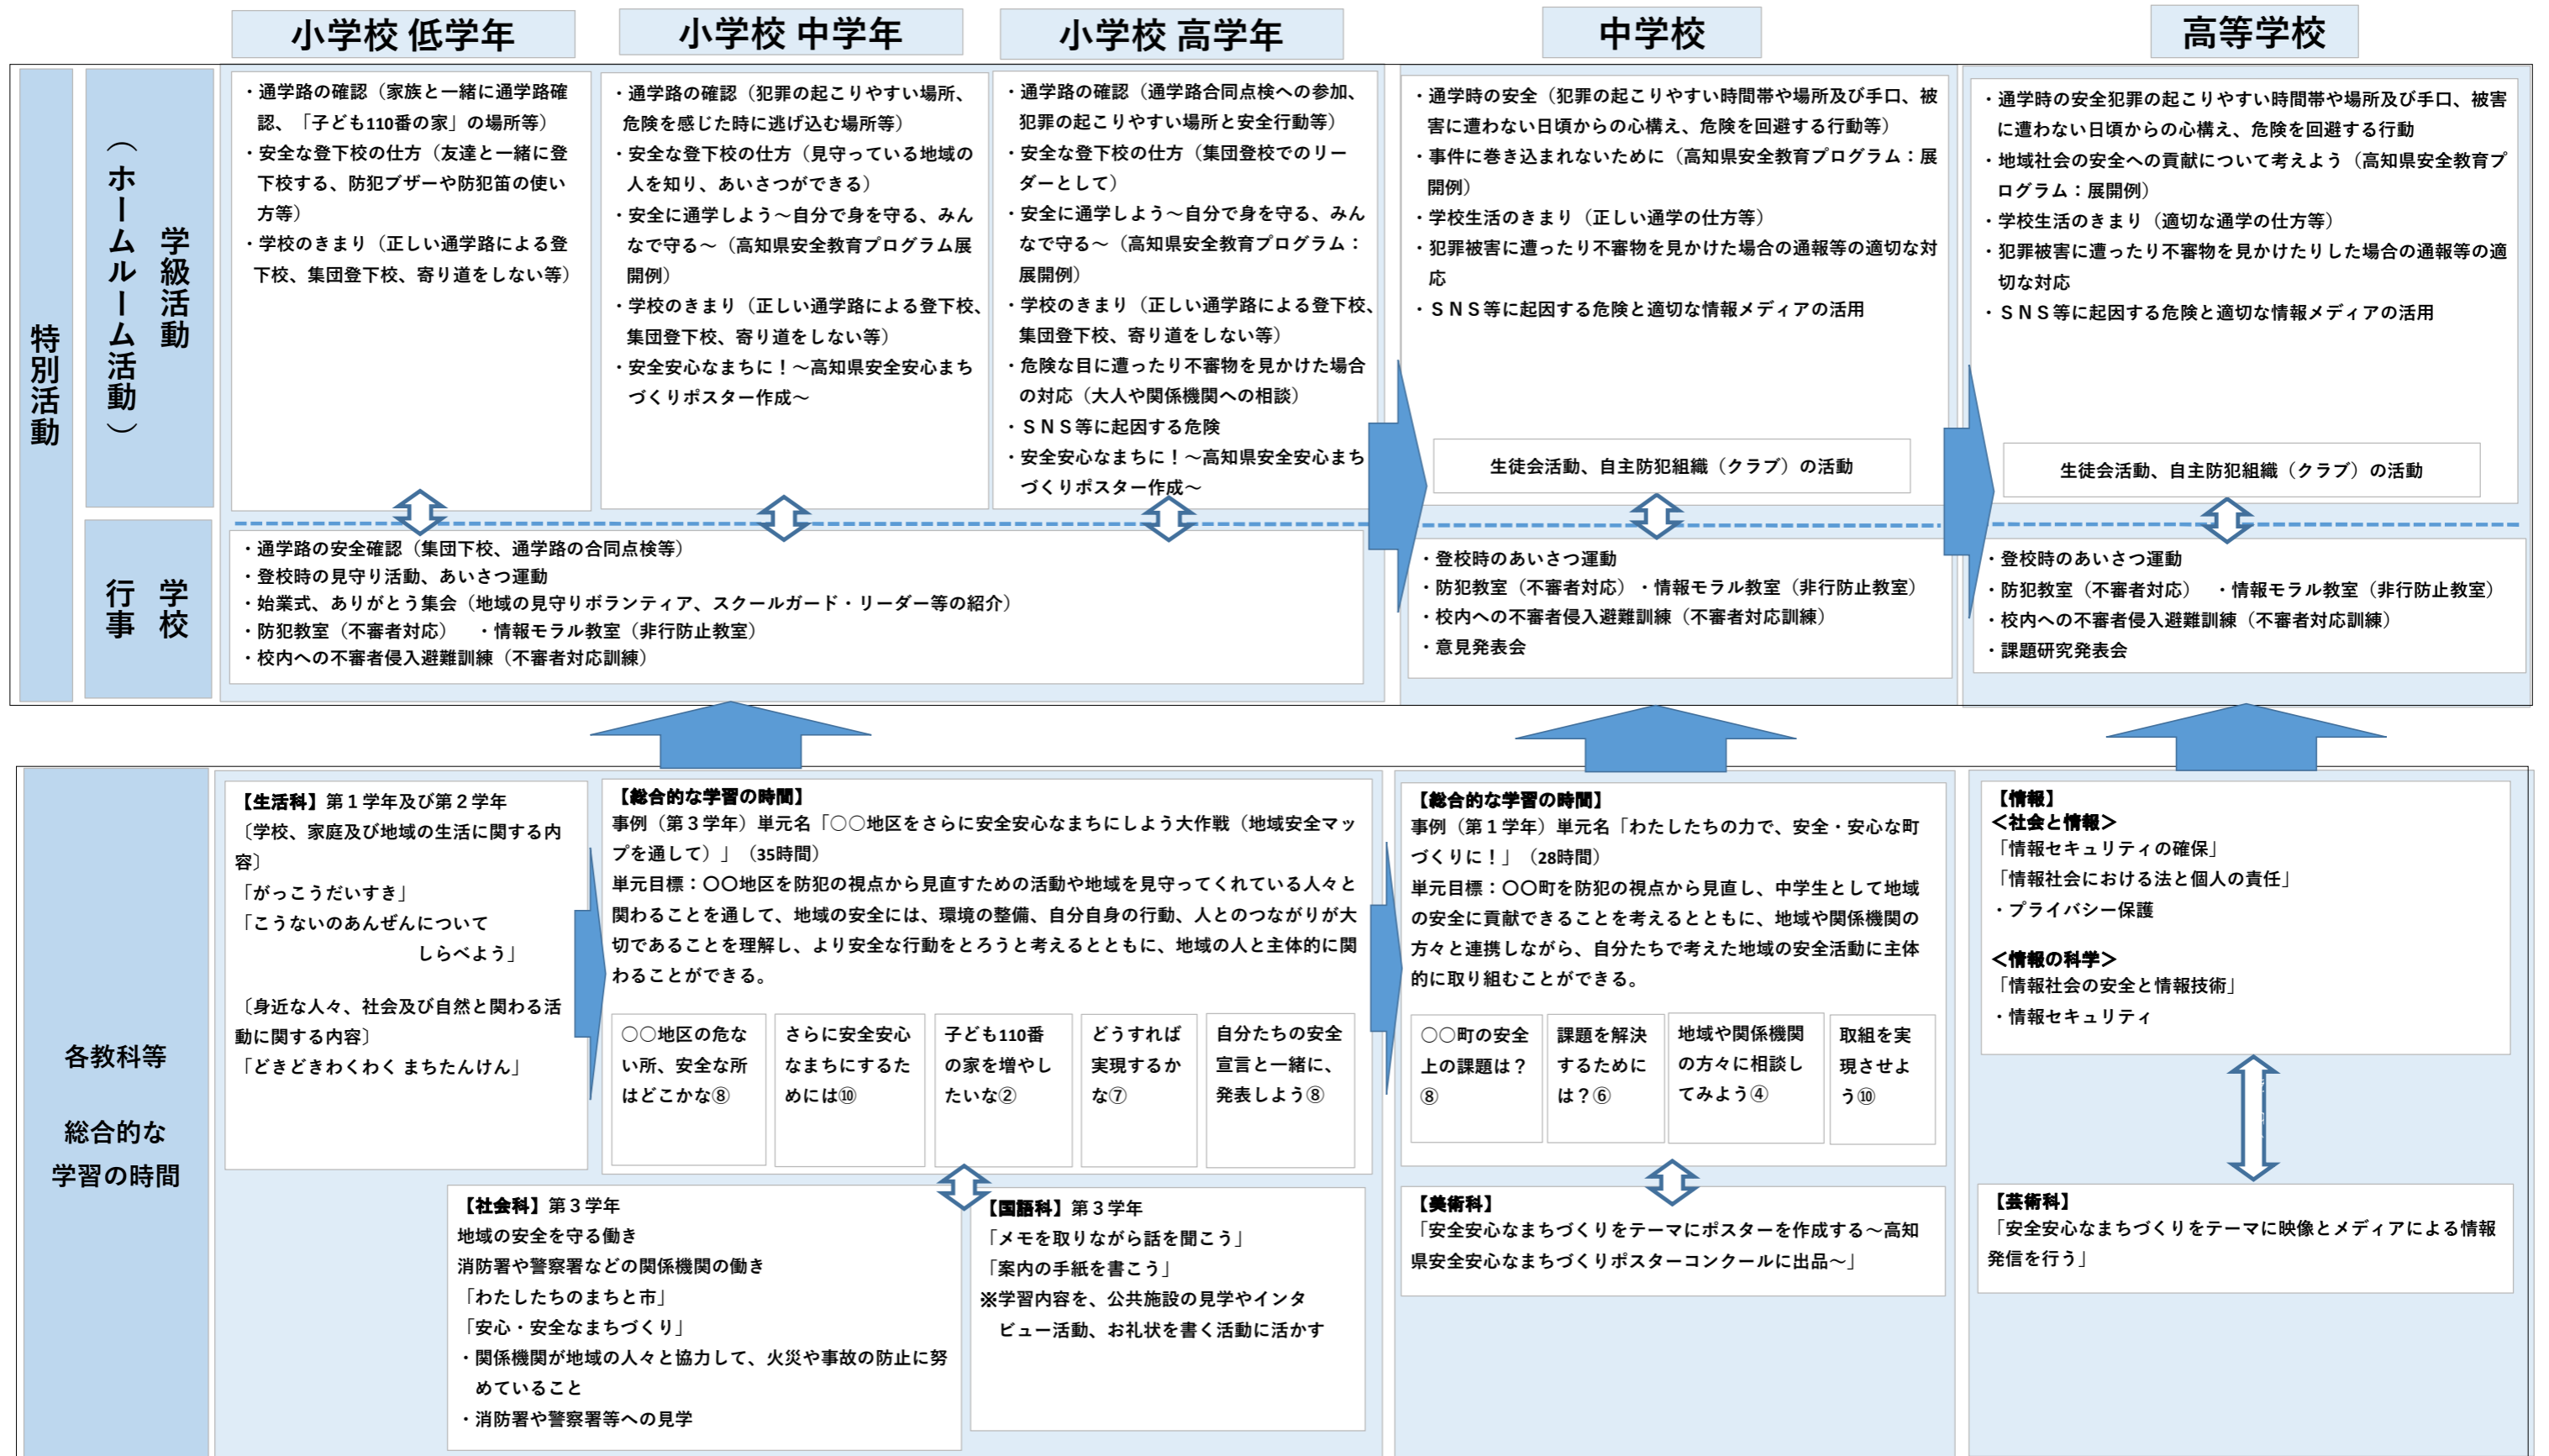 小学校 低学年
小学校 中学年
小学校 高学年
中学校
高等学校
特別活動
学級活動
（ホームルーム活動）
・通学路の確認（家族と一緒に通学路確
認、「子ども110番の家」の場所等）
・安全な登下校の仕方（友達と一緒に登
下校する、防犯ブザーや防犯笛の使い
方等）
・学校のきまり（正しい通学路による登
下校、集団登下校、寄り道をしない等）
・通学路の確認（犯罪の起こりやすい場所、
危険を感じた時に逃げ込む場所等）
・安全な登下校の仕方（見守っている地域の
人を知り、あいさつができる）
・安全に通学しよう～自分で身を守る、みん
なで守る～（高知県安全教育プログラム展
開例）
・学校のきまり（正しい通学路による登下校、
集団登下校、寄り道をしない等）
・安全安心なまちに！～高知県安全安心まち
づくりポスター作成～
・通学路の確認（通学路合同点検への参加、
犯罪の起こりやすい場所と安全行動等）
・安全な登下校の仕方（集団登校でのリー
ダーとして）
・安全に通学しよう～自分で身を守る、みん
なで守る～（高知県安全教育プログラム：
展開例）
・学校のきまり（正しい通学路による登下校、
集団登下校、寄り道をしない等）
・危険な目に遭ったり不審物を見かけた場合
の対応（大人や関係機関への相談）
・ＳＮＳ等に起因する危険
・安全安心なまちに！～高知県安全安心まち
づくりポスター作成～
・通学時の安全（犯罪の起こりやすい時間帯や場所及び手口、被
害に遭わない日頃からの心構え、危険を回避する行動等）
・事件に巻き込まれないために（高知県安全教育プログラム：展
開例）
・学校生活のきまり（正しい通学の仕方等）
・犯罪被害に遭ったり不審物を見かけた場合の通報等の適切な対
応
・ＳＮＳ等に起因する危険と適切な情報メディアの活用
生徒会活動、自主防犯組織（クラブ）の活動
・通学時の安全犯罪の起こりやすい時間帯や場所及び手口、被害
に遭わない日頃からの心構え、危険を回避する行動
・地域社会の安全への貢献について考えよう（高知県安全教育プ
ログラム：展開例）
・学校生活のきまり（適切な通学の仕方等）
・犯罪被害に遭ったり不審物を見かけたりした場合の通報等の適
切な対応
・ＳＮＳ等に起因する危険と適切な情報メディアの活用
生徒会活動、自主防犯組織（クラブ）の活動
学校
行事
・通学路の安全確認（集団下校、通学路の合同点検等）
・登校時の見守り活動、あいさつ運動
・始業式、ありがとう集会（地域の見守りボランティア、スクールガード・リーダー等の紹介）
・防犯教室（不審者対応）　・情報モラル教室（非行防止教室）
・校内への不審者侵入避難訓練（不審者対応訓練）
・登校時のあいさつ運動
・防犯教室（不審者対応）・情報モラル教室（非行防止教室）
・校内への不審者侵入避難訓練（不審者対応訓練）
・意見発表会
・登校時のあいさつ運動
・防犯教室（不審者対応）　・情報モラル教室（非行防止教室）
・校内への不審者侵入避難訓練（不審者対応訓練）
・課題研究発表会
各教科等
総合的な
学習の時間
【生活科】第１学年及び第２学年
〔学校、家庭及び地域の生活に関する内
容〕
「がっこうだいすき」
「こうないのあんぜんについて
しらべよう」
〔身近な人々、社会及び自然と関わる活
動に関する内容〕
「どきどきわくわく まちたんけん」
【総合的な学習の時間】
事例（第３学年）単元名「○○地区をさらに安全安心なまちにしよう大作戦（地域安全マッ
プを通して）」（35時間）
単元目標：〇〇地区を防犯の視点から見直すための活動や地域を見守ってくれている人々と
関わることを通して、地域の安全には、環境の整備、自分自身の行動、人とのつながりが大
切であることを理解し、より安全な行動をとろうと考えるとともに、地域の人と主体的に関
わることができる。
○○地区の危な
い所、安全な所
はどこかな⑧
さらに安全安心
なまちにするた
めには⑩
子ども110番
の家を増やし
たいな②
どうすれば
実現するか
な⑦
自分たちの安全
宣言と一緒に、
発表しよう⑧
【社会科】第３学年
地域の安全を守る働き
消防署や警察署などの関係機関の働き
「わたしたちのまちと市」
「安心・安全なまちづくり」
・関係機関が地域の人々と協力して、火災や事故の防止に努
めていること
・消防署や警察署等への見学
【国語科】第３学年
「メモを取りながら話を聞こう」
「案内の手紙を書こう」
※学習内容を、公共施設の見学やインタ
ビュー活動、お礼状を書く活動に活かす
【総合的な学習の時間】
事例（第１学年）単元名「わたしたちの力で、安全・安心な町
づくりに！」（28時間）
単元目標：〇〇町を防犯の視点から見直し、中学生として地域
の安全に貢献できることを考えるとともに、地域や関係機関の
方々と連携しながら、自分たちで考えた地域の安全活動に主体
的に取り組むことができる。
○○町の安全
上の課題は？
⑧
課題を解決
するために
は？⑥
地域や関係機関
の方々に相談し
てみよう④
取組を実
現させよ
う⑩
【美術科】
「安全安心なまちづくりをテーマにポスターを作成する～高知
県安全安心なまちづくりポスターコンクールに出品～」
【情報】
＜社会と情報＞
「情報セキュリティの確保」
「情報社会における法と個人の責任」
・プライバシー保護
＜情報の科学＞
「情報社会の安全と情報技術」
・情報セキュリティ
【芸術科】
「安全安心なまちづくりをテーマに映像とメディアによる情報
発信を行う」